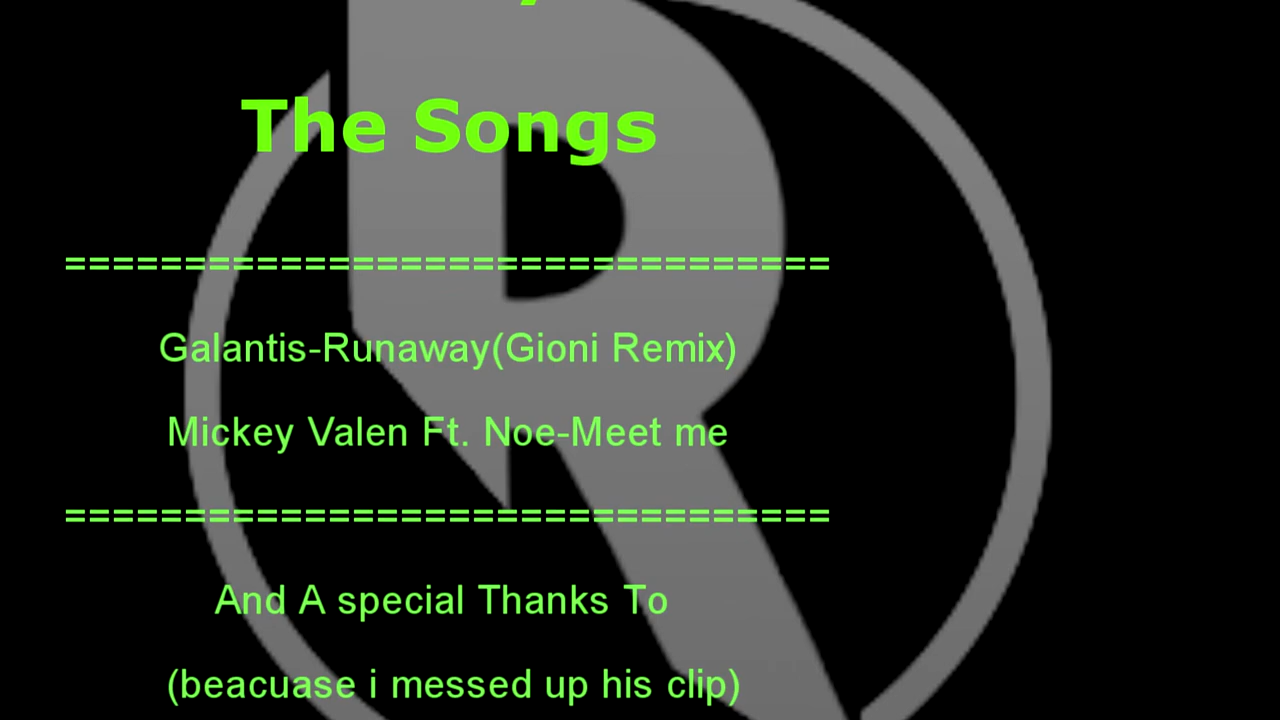 The Songs
================================
Galantis-Runaway(Gioni Remix)
Mickey Valen Ft. Noe-Meet me
================================
And A special Thanks To
(beacuase i messed up his clip)